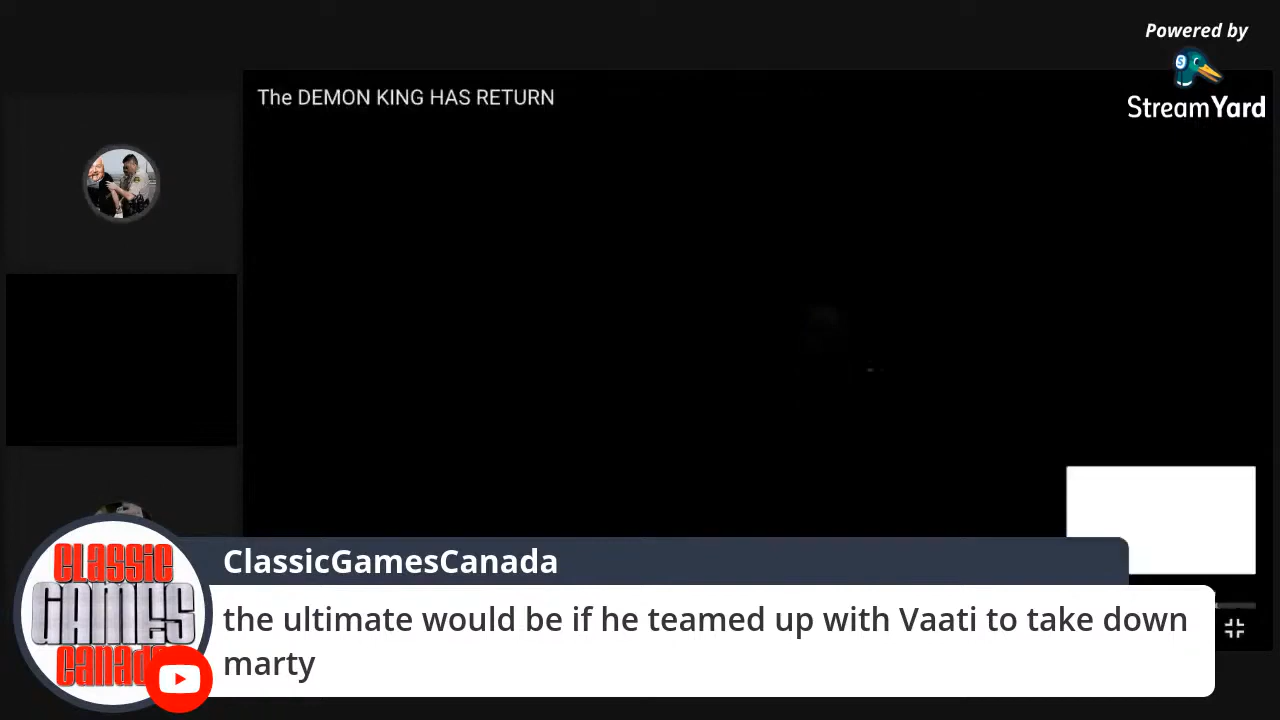 Powered by
StreamYard
The DEMON KING HAS RETURN
CLASSIC
GAMES
Canada
ClassicGamesCanada
the ultimate would be if he teamed up with Vaati to take down
marty